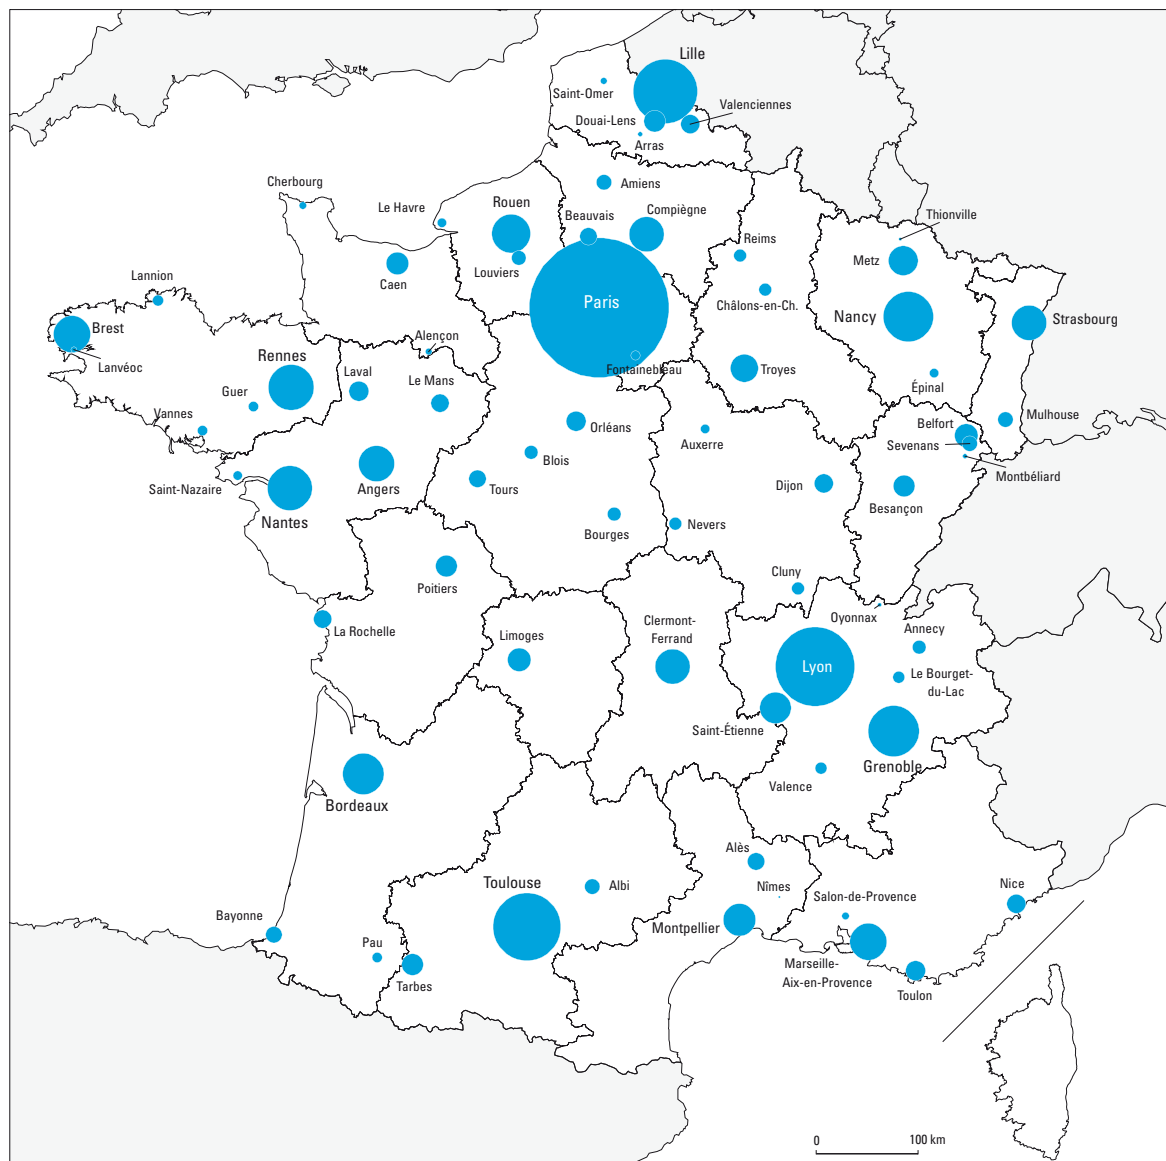 Lille
Saint-Omer
Valenciennes
Douai-Lens
Arras
Cherbourg
Amiens
Le Havre
Rouen
Beauvais
Compiègne
Thionville
Reims
Metz
Louviers
Lannion
Caen
Châlons-en-Ch.
Paris
Nancy
Strasbourg
Brest
Alençon
Lanvéoc
Rennes
Fontainebleau
Troyes
Laval
Le Mans
Épinal
Guer
Vannes
Orléans
Auxerre
Mulhouse
Belfort
Sevenans
Blois
Montbéliard
Saint-Nazaire
Angers
Tours
Dijon
Besançon
Nantes
Bourges
Nevers
Cluny
Poitiers
Oyonnax
La Rochelle
Limoges
Clermont-
Ferrand
Annecy
Lyon
Le Bourget-
du-Lac
Saint-Étienne
Grenoble
Valence
Bordeaux
Alès
Toulouse
Albi
Nîmes
Salon-de-Provence
Nice
Bayonne
Montpellier
Pau
Marseille-
Aix-en-Provence
Tarbes
Toulon
0
100 km